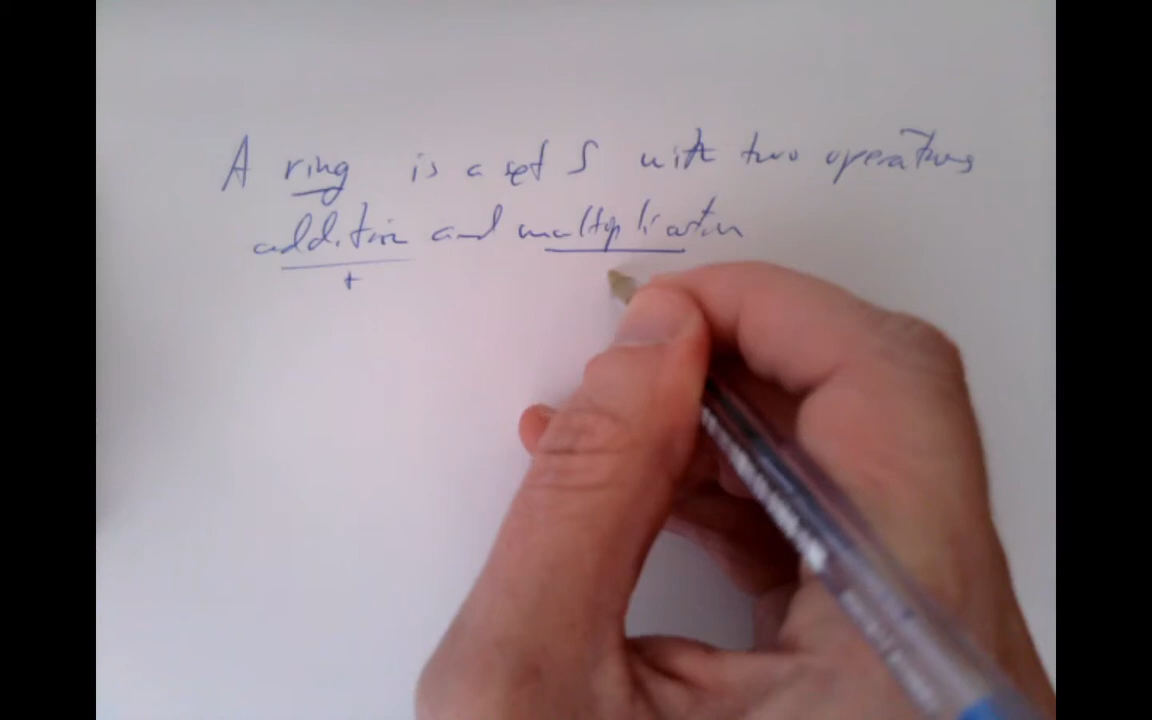 A ring is a set S with two operations
addition and multiplication
+